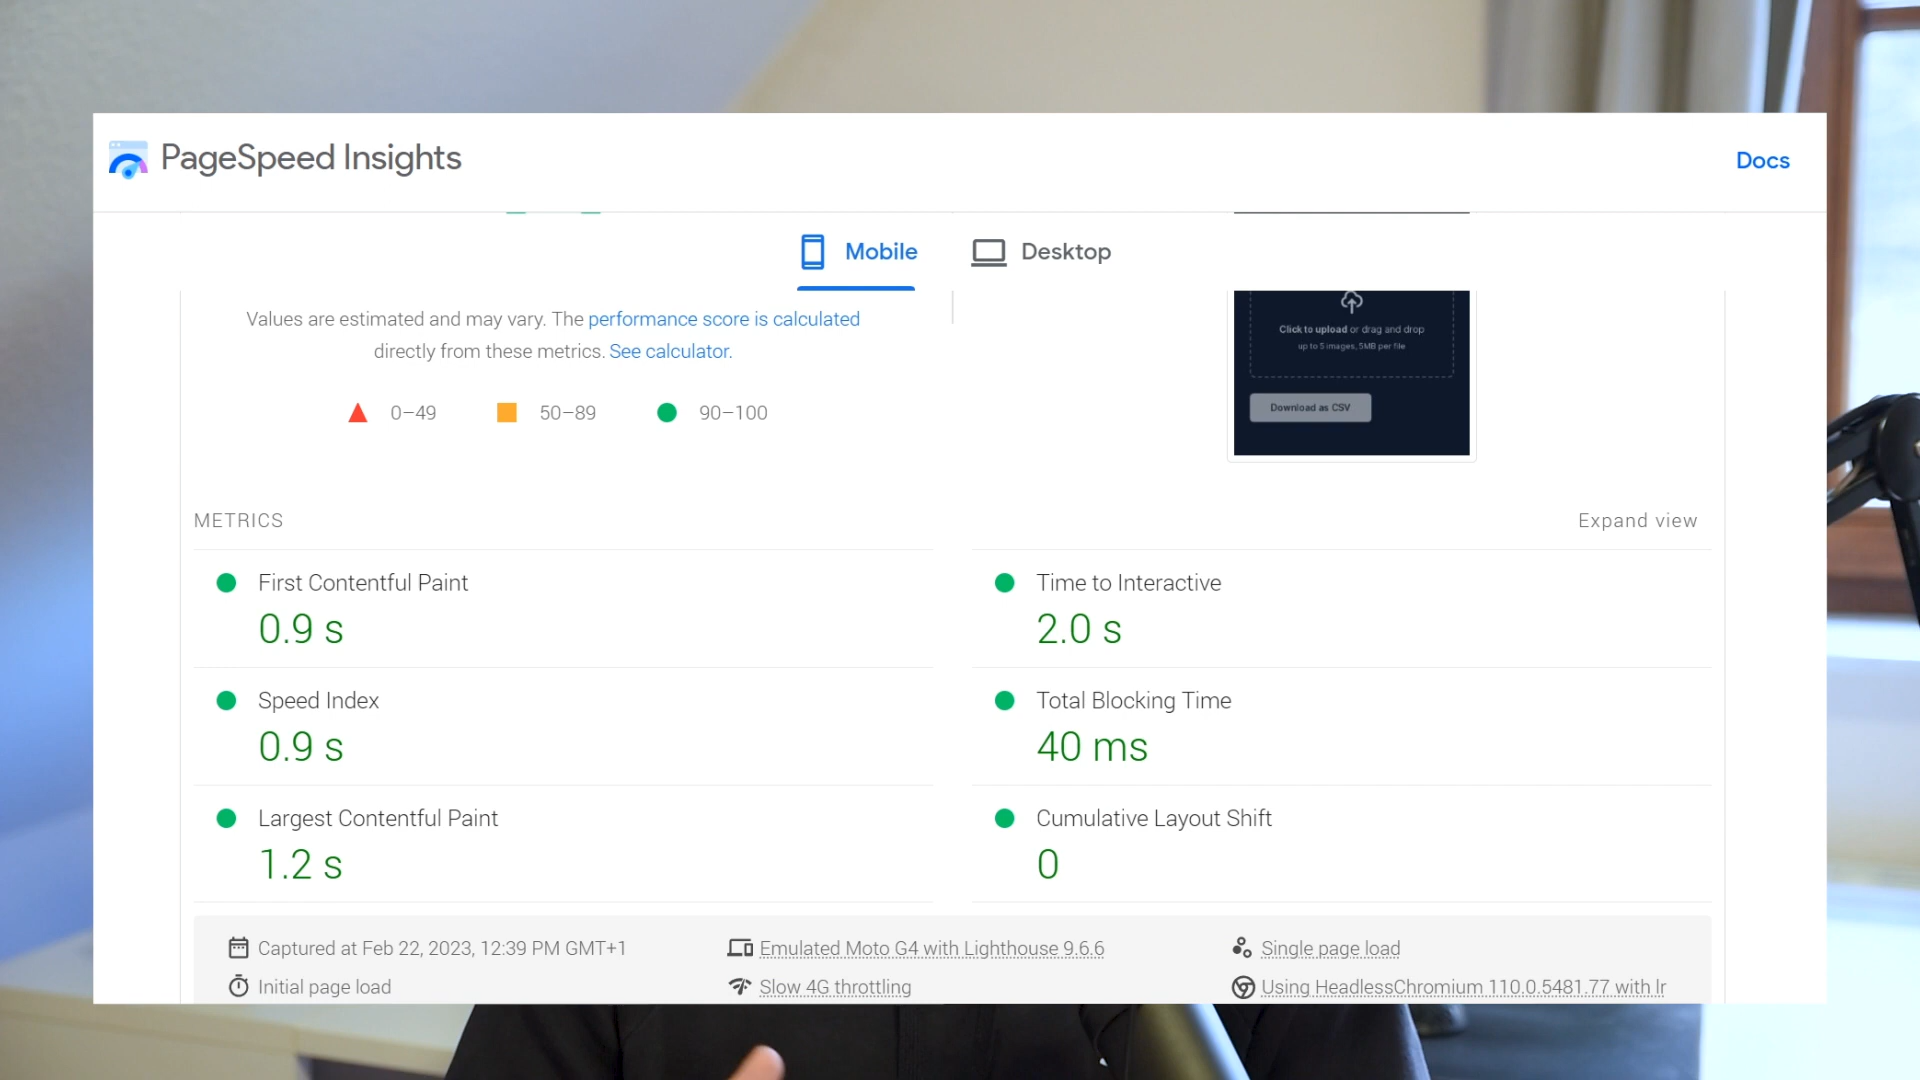 PageSpeed Insights
Docs
Mobile
Desktop
Values are estimated and may vary. The performance score is calculated
directly from these metrics. See calculator.
0–49
50–89
90–100
Click to upload or drag and drop
up to 5 images, 5MB per file
Download as CSV
METRICS
Expand view
First Contentful Paint
0.9 s
Time to Interactive
2.0 s
Speed Index
0.9 s
Total Blocking Time
40 ms
Largest Contentful Paint
1.2 s
Cumulative Layout Shift
0
Captured at Feb 22, 2023, 12:39 PM GMT+1
Emulated Moto G4 with Lighthouse 9.6.6
Single page load
Initial page load
Slow 4G throttling
Using HeadlessChromium 110.0.5481.77 with lr